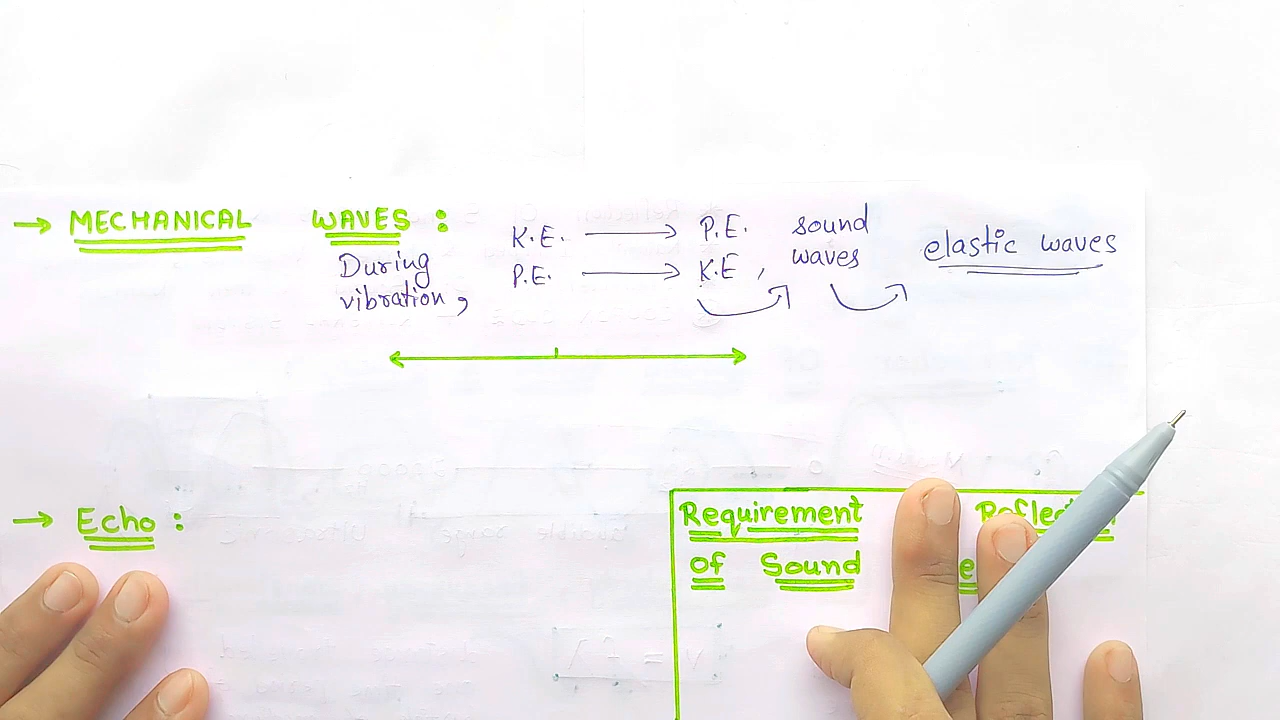 → MECHANICAL WAVES :
During vibration,
K.E. → P.E.
P.E. → K.E ,
sound waves
elastic waves
→ Echo :
Requirement
of Sound